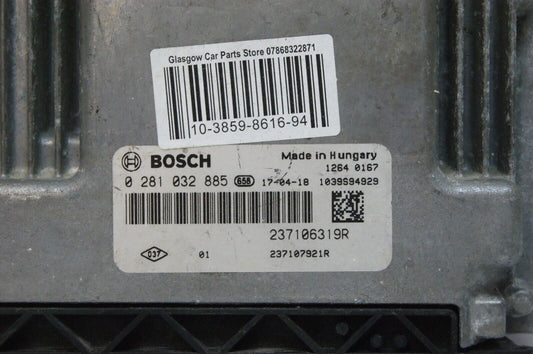 Glasgow Car Parts Store 07868322871
10-3859-8616-94
BOSCH Made in Hungary
1264 0167
0 281 032 885 658 17-04-18 1039S94929
237106319R
037 01 237107921R